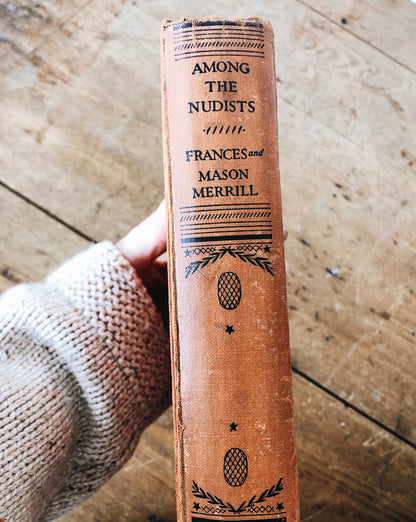 AMONG
THE
NUDISTS
FRANCES and
MASON
MERRILL